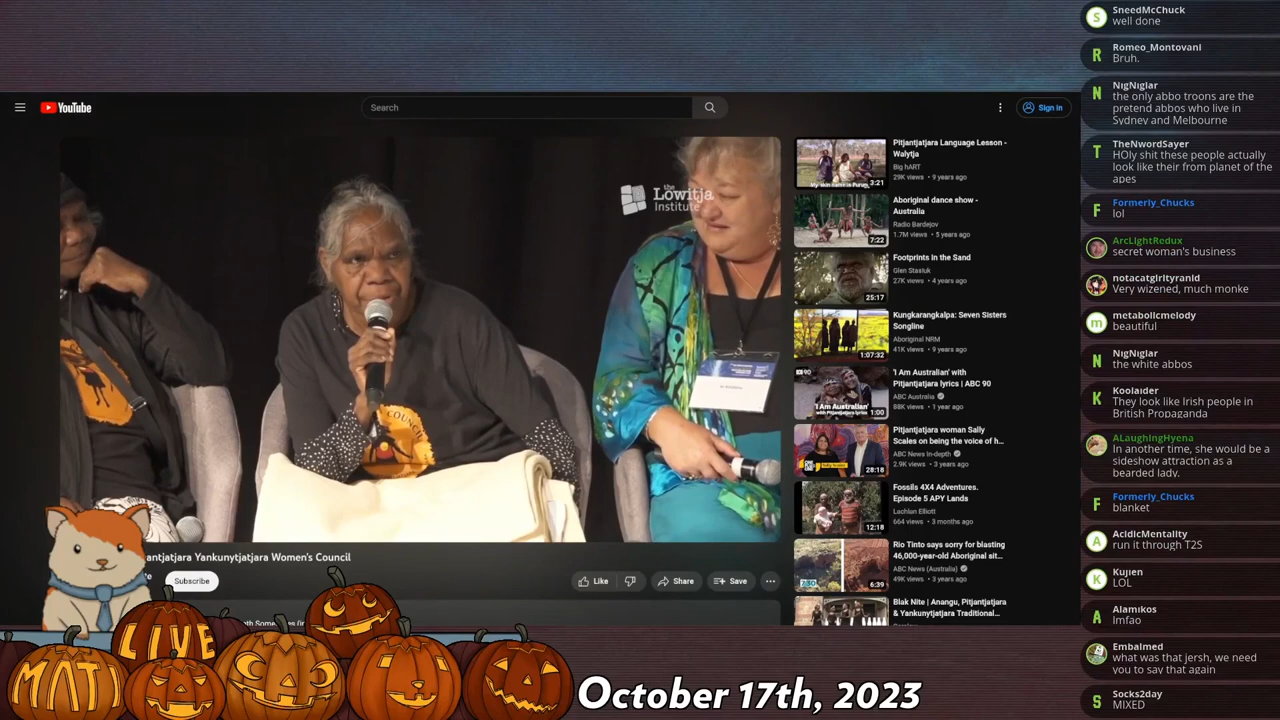 YouTube
Search
Sign in
the
Lowitja
Institute
COUNCIL
antjatjara Yankunytjatjara Women's Council
Subscribe
Like
Share
Save
Pitjantjatjara Language Lesson -
Walytja
Big hART
29K views • 9 years ago
3:21
Aboriginal dance show -
Australia
Radio Bardejov
1.7M views • 5 years ago
7:22
Footprints in the Sand
Glen Stasiuk
27K views • 4 years ago
25:17
Kungkarangkalpa: Seven Sisters
Songline
Aboriginal NRM
41K views • 9 years ago
1:07:32
'I Am Australian' with
Pitjantjatjara lyrics | ABC 90
ABC Australia
88K views • 1 year ago
'I Am Australian'
1:00
Pitjantjatjara woman Sally
Scales on being the voice of h...
ABC News In-depth
2.9K views • 3 years ago
28:18
Fossils 4X4 Adventures.
Episode 5 APY Lands
Lachlan Elliott
664 views • 3 months ago
12:18
Rio Tinto says sorry for blasting
46,000-year-old Aboriginal sit...
ABC News (Australia)
49K views • 3 years ago
7.30
6:39
Blak Nite | Anangu, Pitjantjatjara
& Yankunytjatjara Traditional...
LIVE
MATI
October 17th, 2023
SneedMcChuck
well done
Romeo_Montovani
Bruh.
NigNiglar
the only abbo troons are the
pretend abbos who live in
Sydney and Melbourne
TheNwordSayer
HOly shit these people actually
look like their from planet of the
apes
Formerly_Chucks
lol
ArcLightRedux
secret woman's business
notacatgirltyranid
Very wizened, much monke
metabolicmelody
beautiful
NigNiglar
the white abbos
Koolaider
They look like Irish people in
British Propaganda
ALaughingHyena
In another time, she would be a
sideshow attraction as a
bearded lady.
Formerly_Chucks
blanket
AcidicMentality
run it through T2S
Kujien
LOL
Alamikos
lmfao
Embalmed
what was that jersh, we need
you to say that again
Socks2day
MIXED